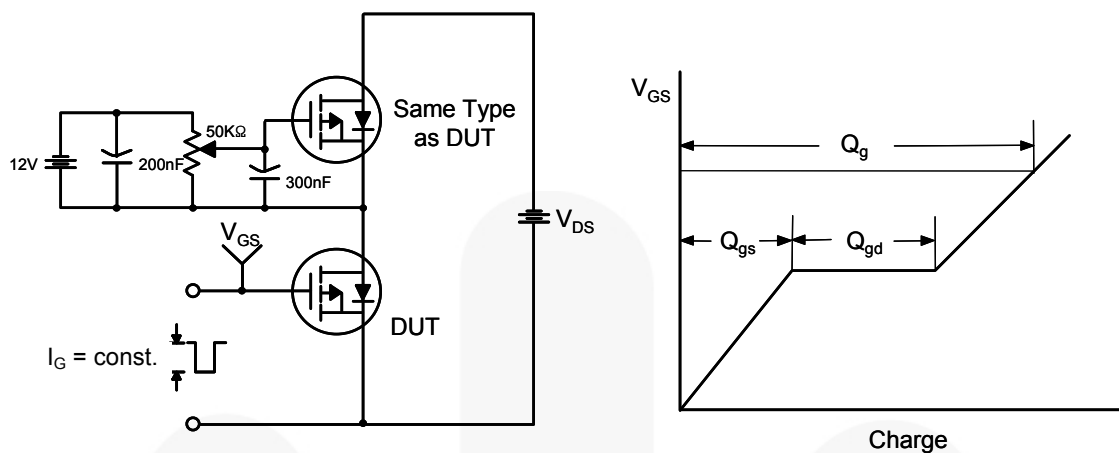 Same Type
as DUT
12V
200nF
50KΩ
300nF
V_GS
V_DS
DUT
I_G = const.
V_GS
Q_g
Q_gs
Q_gd
Charge